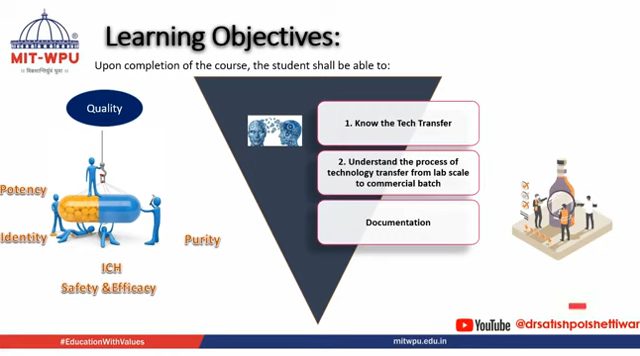 MIT-WPU
Learning Objectives:
Upon completion of the course, the student shall be able to:
Quality
Potency
Identity
Purity
ICH
Safety &Efficacy
1. Know the Tech Transfer
2. Understand the process of
technology transfer from lab scale
to commercial batch
Documentation
YouTube @drsatishpolshettiwar
#EducationWithValues
mitwpu.edu.in